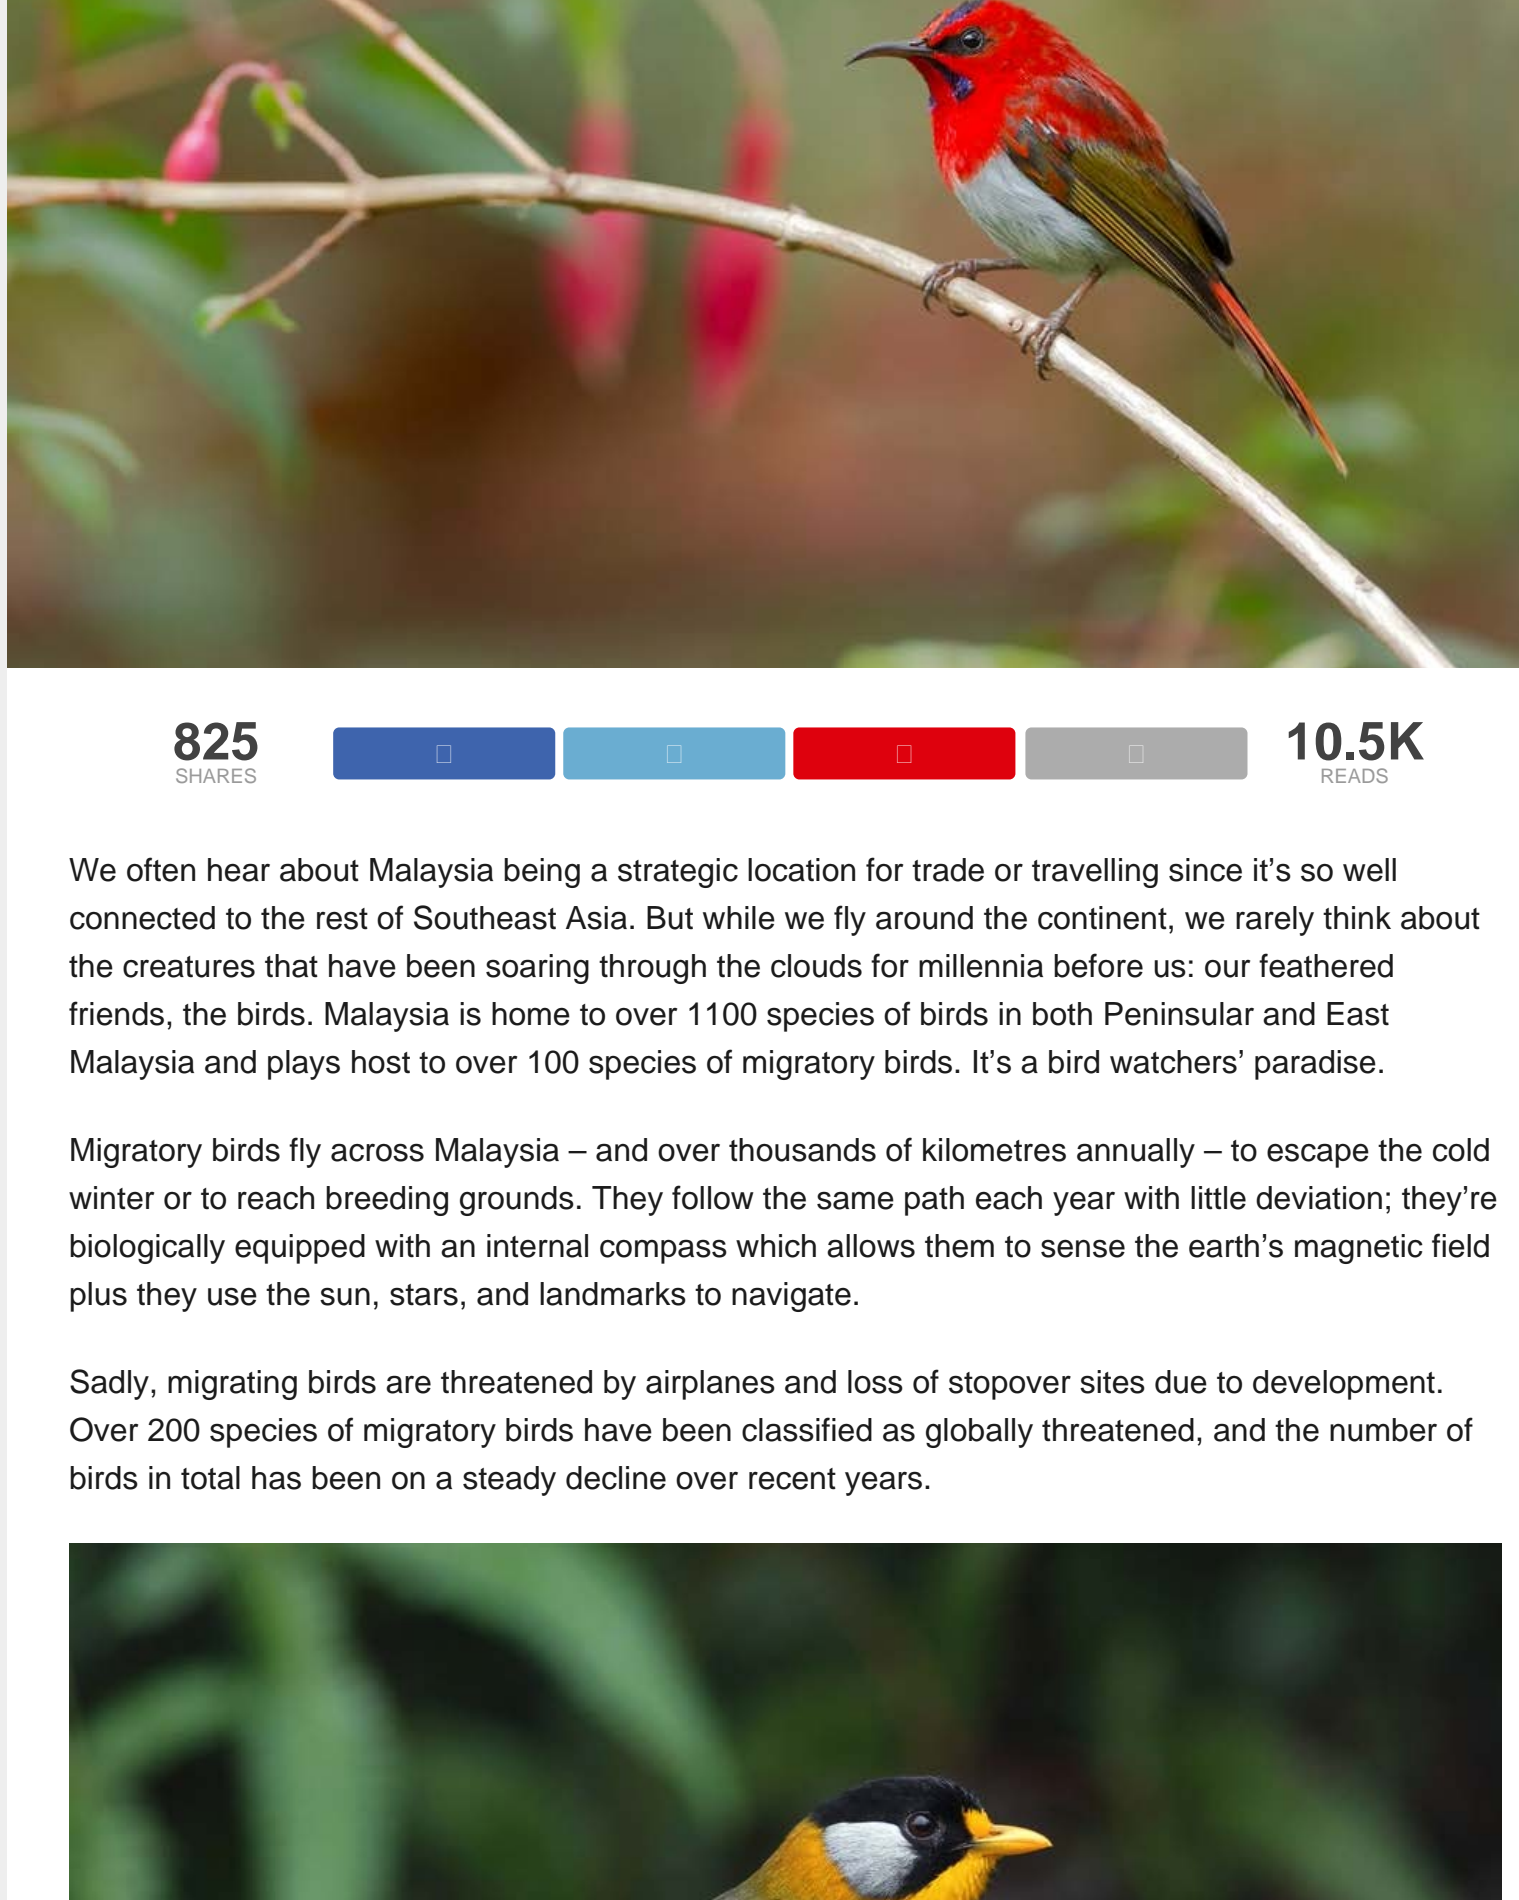 825
SHARES
10.5K
READS
We often hear about Malaysia being a strategic location for trade or travelling since it’s so well
connected to the rest of Southeast Asia. But while we fly around the continent, we rarely think about
the creatures that have been soaring through the clouds for millennia before us: our feathered
friends, the birds. Malaysia is home to over 1100 species of birds in both Peninsular and East
Malaysia and plays host to over 100 species of migratory birds. It’s a bird watchers’ paradise.
Migratory birds fly across Malaysia – and over thousands of kilometres annually – to escape the cold
winter or to reach breeding grounds. They follow the same path each year with little deviation; they’re
biologically equipped with an internal compass which allows them to sense the earth’s magnetic field
plus they use the sun, stars, and landmarks to navigate.
Sadly, migrating birds are threatened by airplanes and loss of stopover sites due to development.
Over 200 species of migratory birds have been classified as globally threatened, and the number of
birds in total has been on a steady decline over recent years.